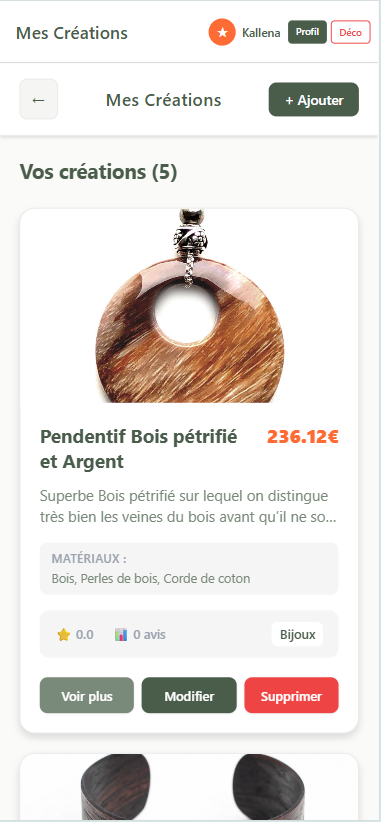 Mes Créations
Kallena
Profil
Déco
←
Mes Créations
+ Ajouter
Vos créations (5)
Pendentif Bois pétrifié
et Argent
236.12€
Superbe Bois pétrifié sur lequel on distingue
très bien les veines du bois avant qu'il ne so...
MATÉRIAUX :
Bois, Perles de bois, Corde de coton
0.0
0 avis
Bijoux
Voir plus
Modifier
Supprimer